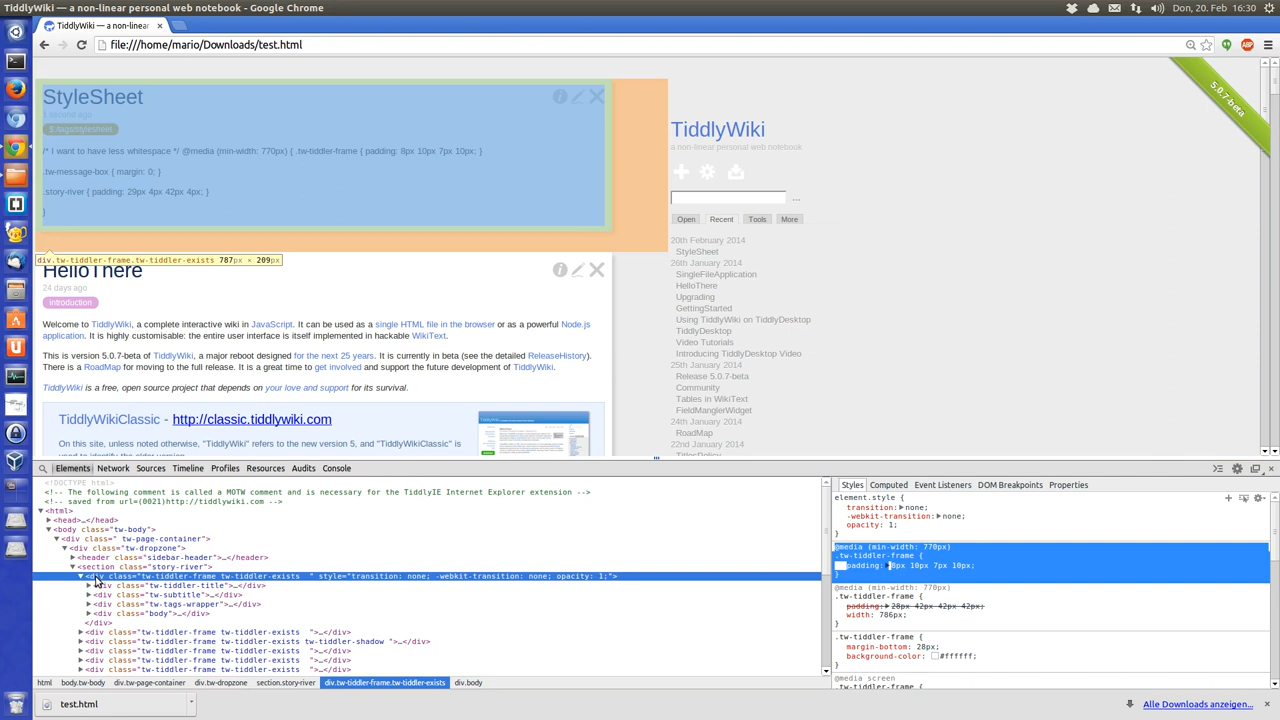 TiddlyWiki — a non-linear personal web notebook - Google Chrome
Don, 20. Feb 16:30
TiddlyWiki — a non-linear
file:///home/mario/Downloads/test.html
ABP
5.0.7-beta
StyleSheet
1 second ago
$:/tags/stylesheet
/* I want to have less whitespace */ @media (min-width: 770px) { .tw-tiddler-frame { padding: 8px 10px 7px 10px; }
.tw-message-box { margin: 0; }
.story-river { padding: 29px 4px 42px 4px; }
}
div.tw-tiddler-frame.tw-tiddler-exists 787px × 209px
HelloThere
24 days ago
introduction
Welcome to TiddlyWiki, a complete interactive wiki in JavaScript. It can be used as a single HTML file in the browser or as a powerful Node.js
application. It is highly customisable: the entire user interface is itself implemented in hackable WikiText.
This is version 5.0.7-beta of TiddlyWiki, a major reboot designed for the next 25 years. It is currently in beta (see the detailed ReleaseHistory).
There is a RoadMap for moving to the full release. It is a great time to get involved and support the future development of TiddlyWiki.
TiddlyWiki is a free, open source project that depends on your love and support for its survival.
TiddlyWikiClassic - http://classic.tiddlywiki.com
On this site, unless noted otherwise, "TiddlyWiki" refers to the new version 5, and "TiddlyWikiClassic" is
TiddlyWiki
a non-linear personal web notebook
...
Open Recent Tools More
20th February 2014
StyleSheet
26th January 2014
SingleFileApplication
HelloThere
Upgrading
GettingStarted
Using TiddlyWiki on TiddlyDesktop
TiddlyDesktop
Video Tutorials
Introducing TiddlyDesktop Video
25th January 2014
Release 5.0.7-beta
Community
Tables in WikiText
FieldManglerWidget
24th January 2014
RoadMap
22nd January 2014
TitlesPolicy
Elements Network Sources Timeline Profiles Resources Audits Console
<!DOCTYPE html>
<!-- The following comment is called a MOTW comment and is necessary for the TiddlyIE Internet Explorer extension -->
<!-- saved from url=(0021)http://tiddlywiki.com -->
<html>
<head>…</head>
<body class="tw-body">
<div class=" tw-page-container">
<div class="tw-dropzone">
<header class="sidebar-header">…</header>
<section class="story-river">
<div class="tw-tiddler-frame tw-tiddler-exists " style="transition: none; -webkit-transition: none; opacity: 1;">
<div class="tw-tiddler-title">…</div>
<div class="tw-subtitle">…</div>
<div class="tw-tags-wrapper">…</div>
<div class="body">…</div>
</div>
<div class="tw-tiddler-frame tw-tiddler-exists ">…</div>
<div class="tw-tiddler-frame tw-tiddler-exists tw-tiddler-shadow ">…</div>
<div class="tw-tiddler-frame tw-tiddler-exists ">…</div>
<div class="tw-tiddler-frame tw-tiddler-exists ">…</div>
<div class="tw-tiddler-frame tw-tiddler-exists ">…</div>
html body.tw-body div.tw-page-container div.tw-dropzone section.story-river div.tw-tiddler-frame.tw-tiddler-exists div.body
Styles Computed Event Listeners DOM Breakpoints Properties
element.style {
transition: none;
-webkit-transition: none;
opacity: 1;
}
@media (min-width: 770px)
.tw-tiddler-frame {
padding: 8px 10px 7px 10px;
}
@media (min-width: 770px)
.tw-tiddler-frame {
padding: 28px 42px 42px 42px;
width: 786px;
}
.tw-tiddler-frame {
margin-bottom: 28px;
background-color: #ffffff;
}
@media screen
test.html
Alle Downloads anzeigen...